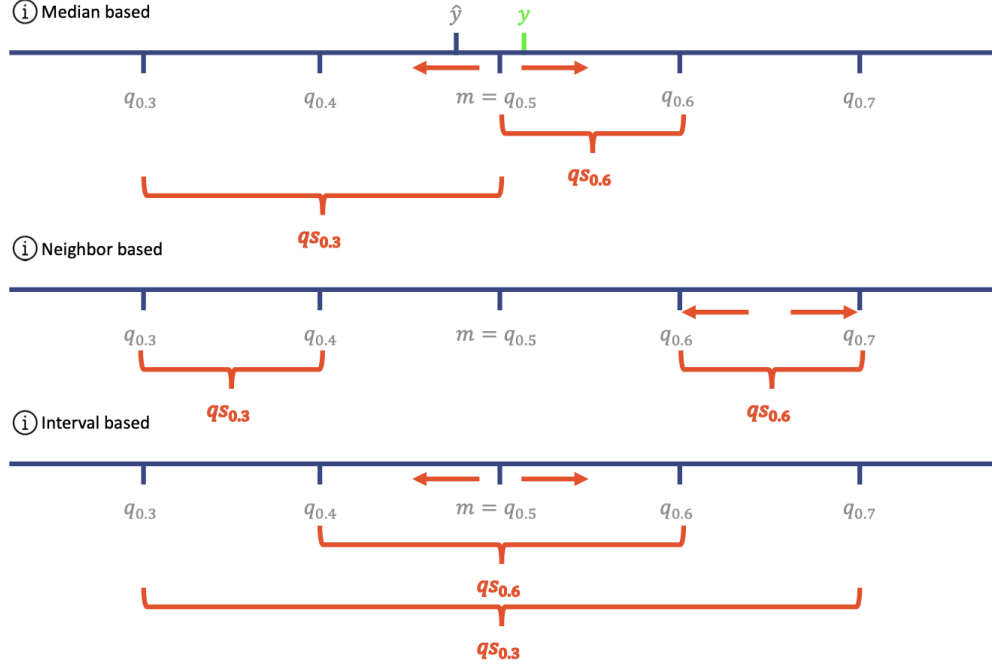 i Median based
ŷ y
q0.3 q0.4 m = q0.5 q0.6 q0.7
qs0.6
qs0.3
i Neighbor based
q0.3 q0.4 m = q0.5 q0.6 q0.7
qs0.3 qs0.6
i Interval based
q0.3 q0.4 m = q0.5 q0.6 q0.7
qs0.6
qs0.3